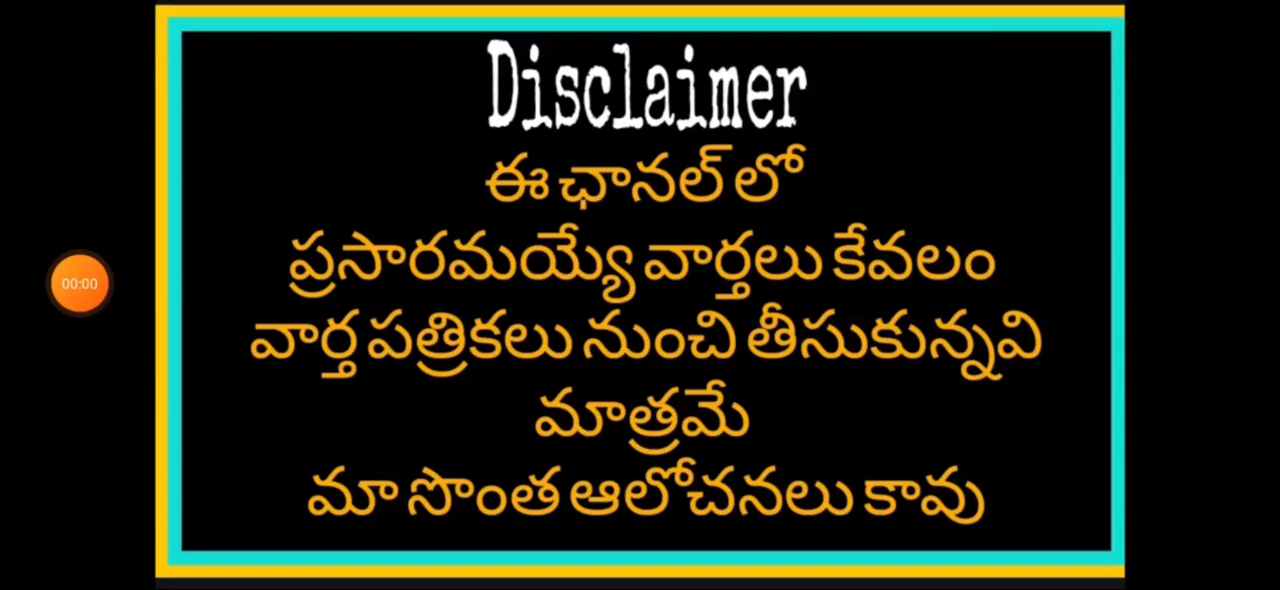 Disclaimer
ఈ ఛానల్ లో
ప్రసారమయ్యే వార్తలు కేవలం
00:00
వార్త పత్రికలు నుంచి తీసుకున్నవి
మాత్రమే
మా సొంత ఆలోచనలు కావు